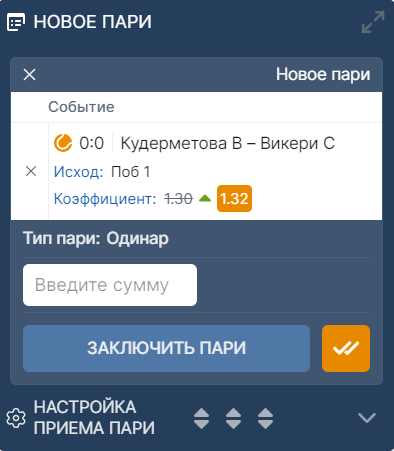 НОВОЕ ПАРИ
Новое пари
Событие
0:0 Кудерметова В – Викери С
Исход: Поб 1
Коэффициент: 1.30 1.32
Тип пари: Одинар
Введите сумму
ЗАКЛЮЧИТЬ ПАРИ
НАСТРОЙКА
ПРИЕМА ПАРИ